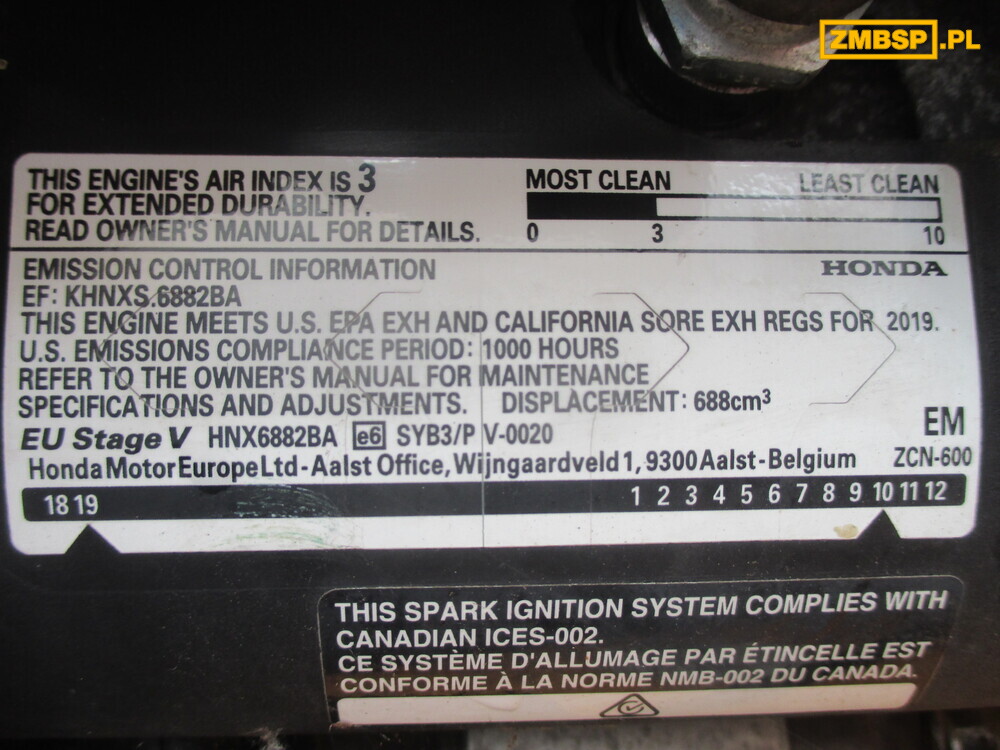 ZMBSP.PL
THIS ENGINE'S AIR INDEX IS 3
FOR EXTENDED DURABILITY.
READ OWNER'S MANUAL FOR DETAILS.
MOST CLEAN LEAST CLEAN
0 3 10
EMISSION CONTROL INFORMATION
HONDA
EF: KHNXS.6882BA
THIS ENGINE MEETS U.S. EPA EXH AND CALIFORNIA SORE EXH REGS FOR 2019.
U.S. EMISSIONS COMPLIANCE PERIOD: 1000 HOURS
REFER TO THE OWNER'S MANUAL FOR MAINTENANCE
SPECIFICATIONS AND ADJUSTMENTS. DISPLACEMENT: 688cm³
EM
EU Stage V HNX6882BA e6 SYB3/P V-0020
Honda Motor Europe Ltd - Aalst Office, Wijngaardveld 1, 9300 Aalst - Belgium ZCN-600
18 19 1 2 3 4 5 6 7 8 9 10 11 12
THIS SPARK IGNITION SYSTEM COMPLIES WITH
CANADIAN ICES-002.
CE SYSTÈME D'ALLUMAGE PAR ÉTINCELLE EST
CONFORME À LA NORME NMB-002 DU CANADA.